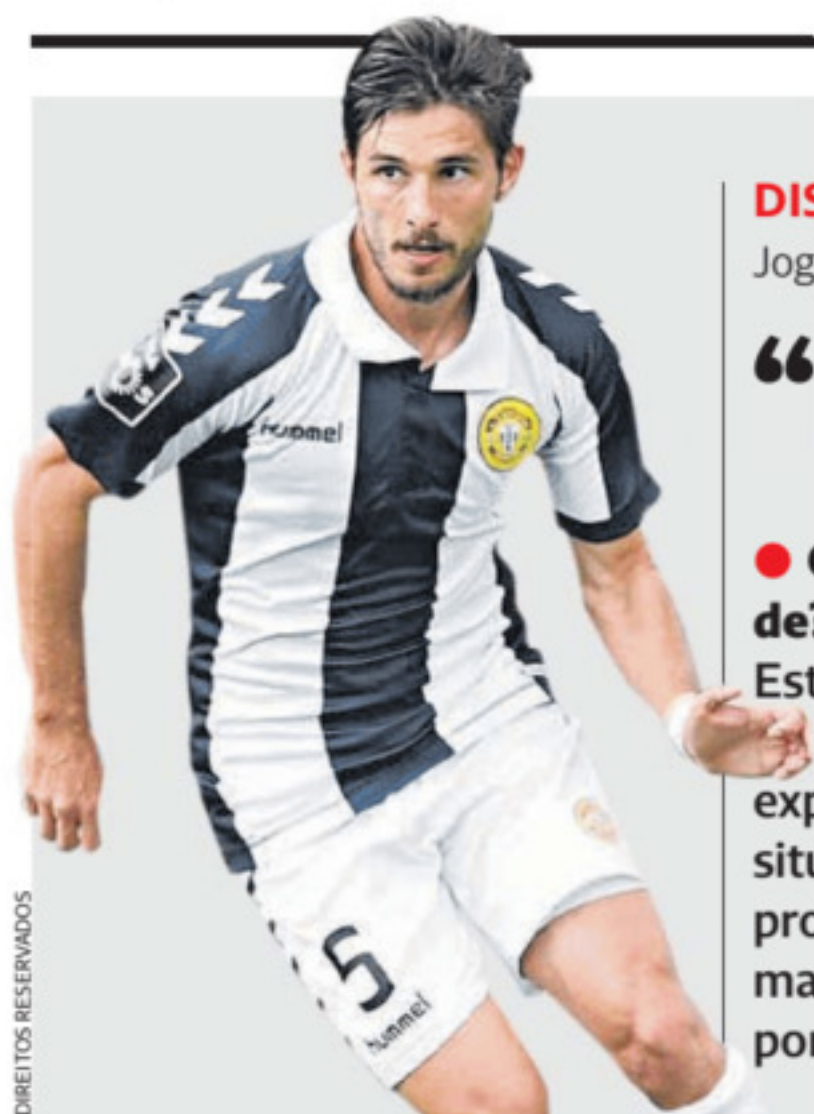 hummel
5
hummel
DIREITOS RESERVADOS
DIS
Jog
“
de?
Est
exp
situ
pro
ma
por